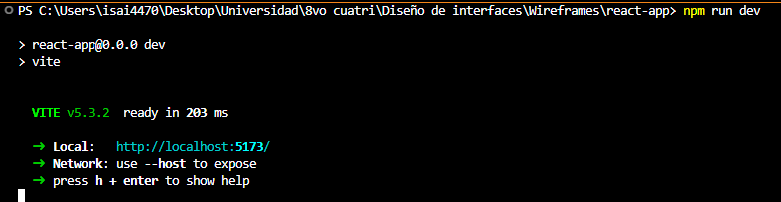 PS C:\Users\isai4470\Desktop\Universidad\8vo cuatri\Diseño de interfaces\Wireframes\react-app> npm run dev
> react-app@0.0.0 dev
> vite
VITE v5.3.2 ready in 203 ms
➜ Local: http://localhost:5173/
➜ Network: use --host to expose
➜ press h + enter to show help